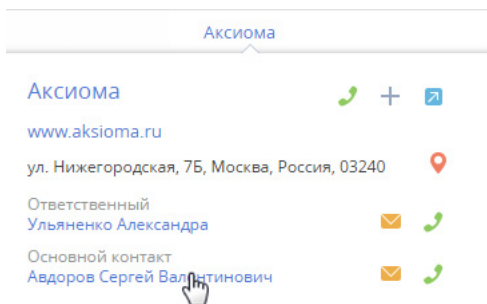 Аксиома
Аксиома
www.aksioma.ru
ул. Нижегородская, 7Б, Москва, Россия, 03240
Ответственный
Ульяненко Александра
Основной контакт
Авдоров Сергей Валентинович